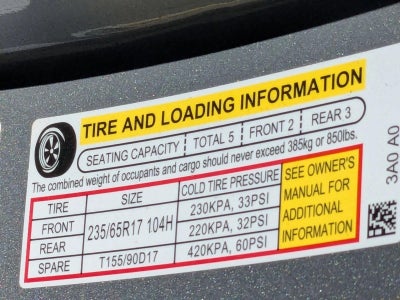 TIRE AND LOADING INFORMATION
SEATING CAPACITY TOTAL 5 FRONT 2 REAR 3
The combined weight of occupants and cargo should never exceed 385kg or 850lbs.
TIRE SIZE COLD TIRE PRESSURE
FRONT 235/65R17 104H 230KPA, 33PSI
REAR 220KPA, 32PSI
SPARE T155/90D17 420KPA, 60PSI
SEE OWNER'S
MANUAL FOR
ADDITIONAL
INFORMATION
3A0 A0